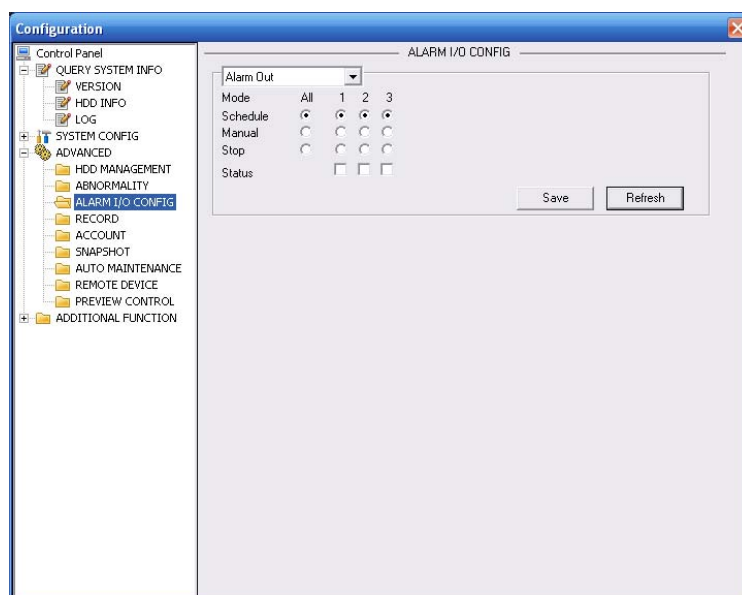 Configuration
Control Panel
QUERY SYSTEM INFO
VERSION
HDD INFO
LOG
SYSTEM CONFIG
ADVANCED
HDD MANAGEMENT
ABNORMALITY
ALARM I/O CONFIG
RECORD
ACCOUNT
SNAPSHOT
AUTO MAINTENANCE
REMOTE DEVICE
PREVIEW CONTROL
ADDITIONAL FUNCTION
ALARM I/O CONFIG
Alarm Out
Mode All 1 2 3
Schedule
Manual
Stop
Status
Save Refresh